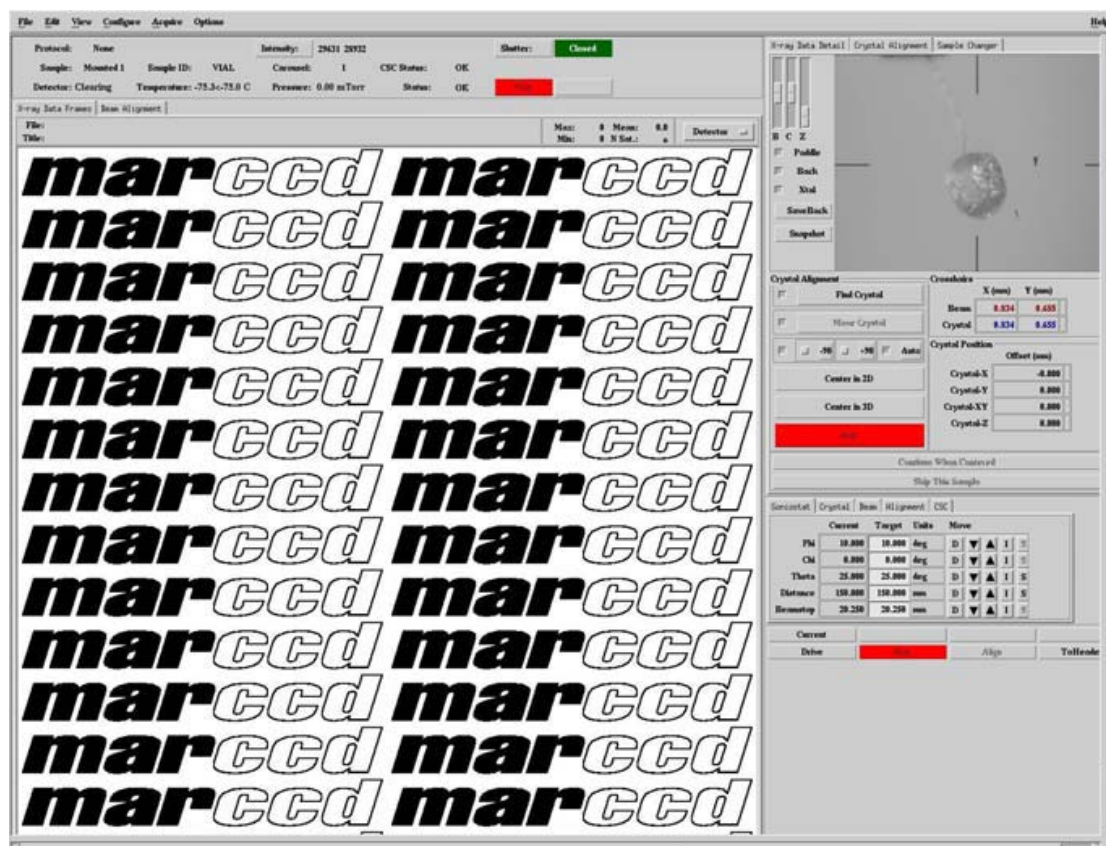 File Edit View Configure Acquire Options Help
Protocol: None Intensity: 29431 28932 Shutter: Closed
Sample: Mounted 1 Sample ID: VIAL Carousel: 1 CSC Status: OK
Detector: Clearing Temperature: -75.3<-75.0 C Pressure: 0.00 mTorr Status: OK
X-ray Data Frames Beam Alignment
File:
Title:
Max: 0 Mean: 0.0
Min: 0 N Sat.:
Detector
marccd marccd
marccd marccd
marccd marccd
marccd marccd
marccd marccd
marccd marccd
marccd marccd
marccd marccd
marccd marccd
marccd marccd
marccd marccd
marccd marccd
marccd marccd
X-ray Data Detail Crystal Alignment Sample Changer
B C Z
Paddle
Back
Xtal
SaveBack
Snapshot
Crystal Alignment
Find Crystal
Move Crystal
-90 +90 Auto
Center in 2D
Center in 3D
Crosshairs
X (mm) Y (mm)
Beam 0.834 0.655
Crystal 0.834 0.655
Crystal Position
Offset (mm)
Crystal-X -0.000
Crystal-Y 0.000
Crystal-XY 0.000
Crystal-Z 0.000
Continue When Centered
Skip This Sample
Goniostat Crystal Beam Alignment CSC
Current Target Units Move
Phi 10.000 10.000 deg D ▼ ▲ I S
Chi 0.000 0.000 deg D ▼ ▲ I S
Theta 25.000 25.000 deg D ▼ ▲ I S
Distance 150.000 150.000 mm D ▼ ▲ I S
Beamstop 20.250 20.250 mm D ▼ ▲ I S
Current
Drive Align ToHeader